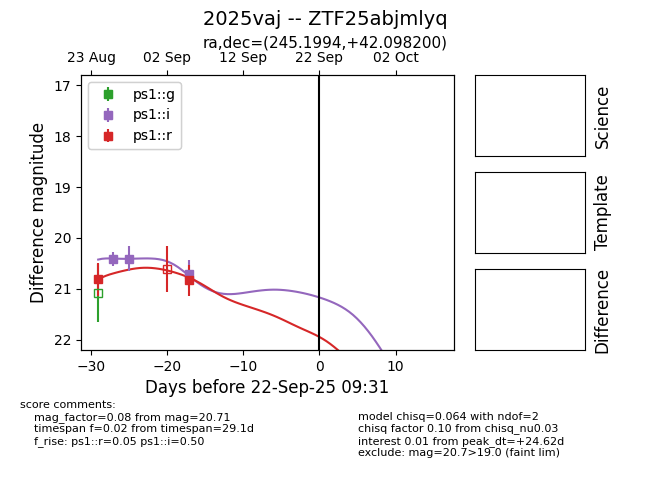 2025vaj -- ZTF25abjmlyq
ra,dec=(245.1994,+42.098200)
23 Aug 02 Sep 12 Sep 22 Sep 02 Oct
ps1::g
ps1::i
ps1::r
17
18
19
20
21
22
Difference magnitude
−30 −20 −10 0 10
Days before 22-Sep-25 09:31
Science
Template
Difference
score comments:
mag_factor=0.08 from mag=20.71
timespan f=0.02 from timespan=29.1d
f_rise: ps1::r=0.05 ps1::i=0.50
model chisq=0.064 with ndof=2
chisq factor 0.10 from chisq_nu0.03
interest 0.01 from peak_dt=+24.62d
exclude: mag=20.7>19.0 (faint lim)